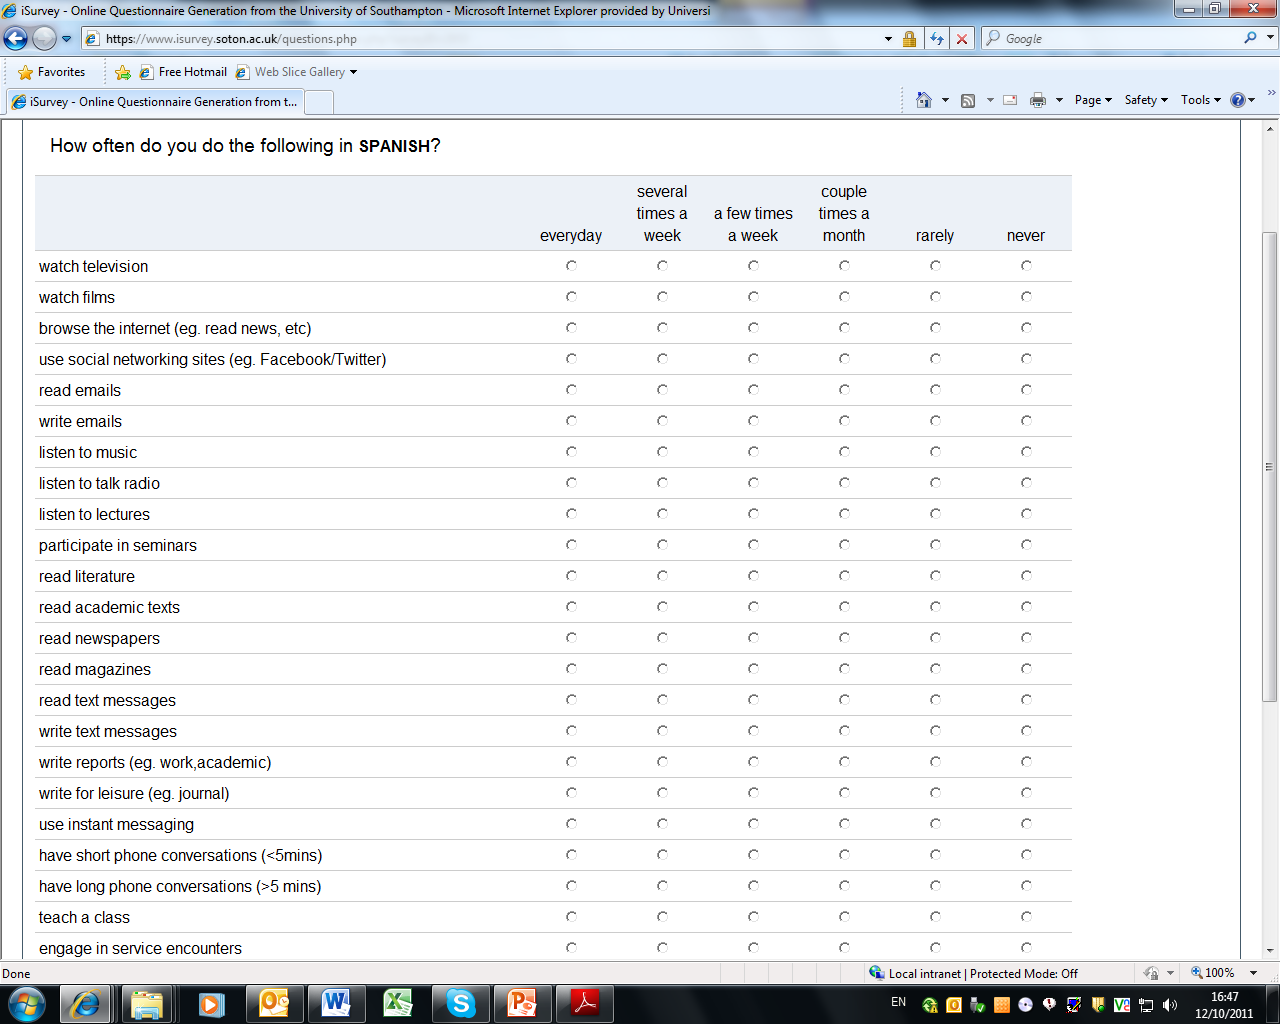 iSurvey - Online Questionnaire Generation from the University of Southampton - Microsoft Internet Explorer provided by Universi
https://www.isurvey.soton.ac.uk/questions.php
Google
Favorites Free Hotmail Web Slice Gallery
iSurvey - Online Questionnaire Generation from t...
Page Safety Tools
How often do you do the following in SPANISH?
everyday several times a week a few times a week couple times a month rarely never
watch television
watch films
browse the internet (eg. read news, etc)
use social networking sites (eg. Facebook/Twitter)
read emails
write emails
listen to music
listen to talk radio
listen to lectures
participate in seminars
read literature
read academic texts
read newspapers
read magazines
read text messages
write text messages
write reports (eg. work,academic)
write for leisure (eg. journal)
use instant messaging
have short phone conversations (<5mins)
have long phone conversations (>5 mins)
teach a class
engage in service encounters
Done
Local intranet | Protected Mode: Off
100%
EN
16:47
12/10/2011